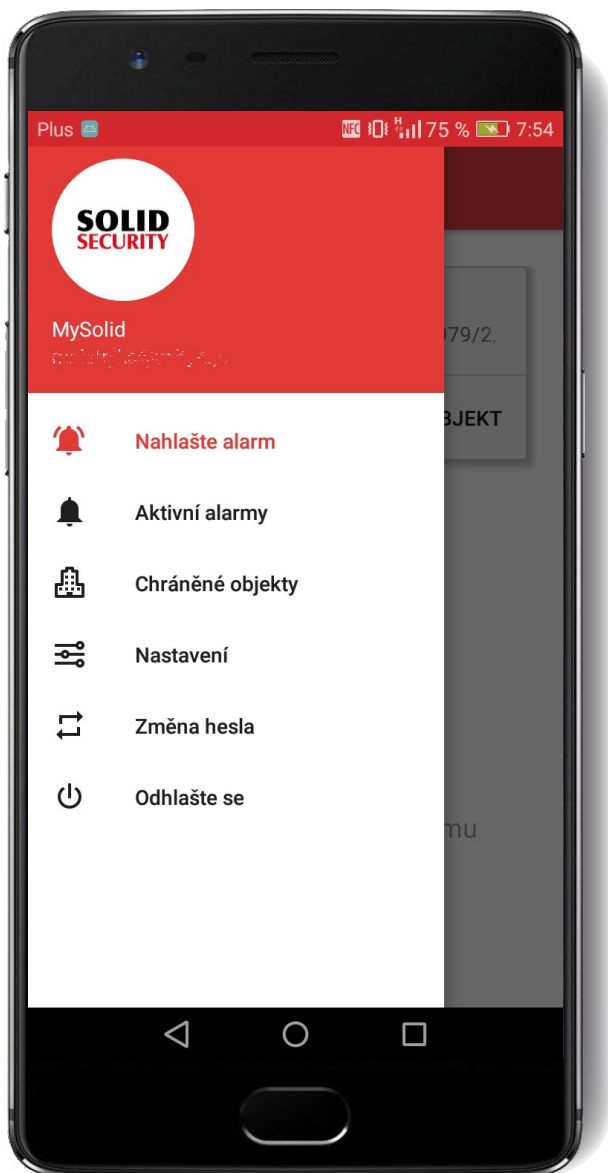 Plus
NFC H 75 % 7:54
SOLID
SECURITY
MySolid
79/2,
BJEKT
Nahlašte alarm
Aktivní alarmy
Chráněné objekty
Nastavení
Změna hesla
Odhlašte se
mu